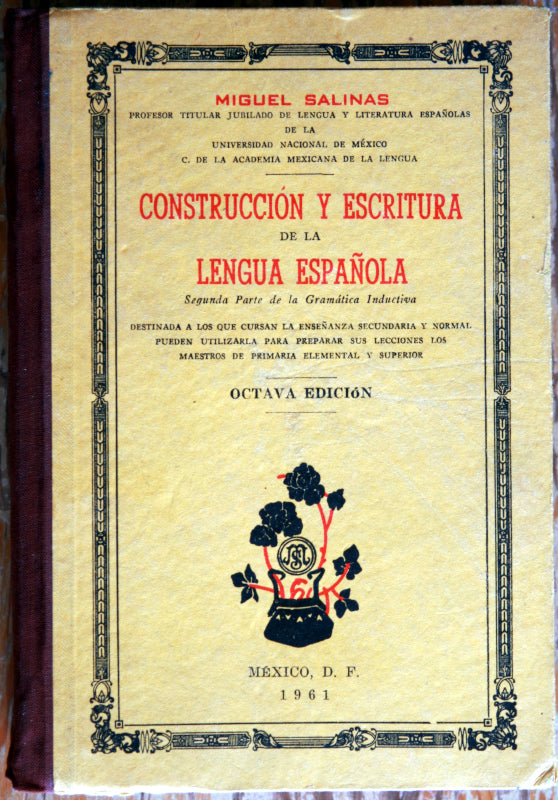 MIGUEL SALINAS
PROFESOR TITULAR JUBILADO DE LENGUA Y LITERATURA ESPAÑOLAS
DE LA
UNIVERSIDAD NACIONAL DE MÉXICO
C. DE LA ACADEMIA MEXICANA DE LA LENGUA
CONSTRUCCIÓN Y ESCRITURA
DE LA
LENGUA ESPAÑOLA
Segunda Parte de la Gramática Inductiva
DESTINADA A LOS QUE CURSAN LA ENSEÑANZA SECUNDARIA Y NORMAL
PUEDEN UTILIZARLA PARA PREPARAR SUS LECCIONES LOS
MAESTROS DE PRIMARIA ELEMENTAL Y SUPERIOR
OCTAVA EDICIóN
MÉXICO, D. F.
1961